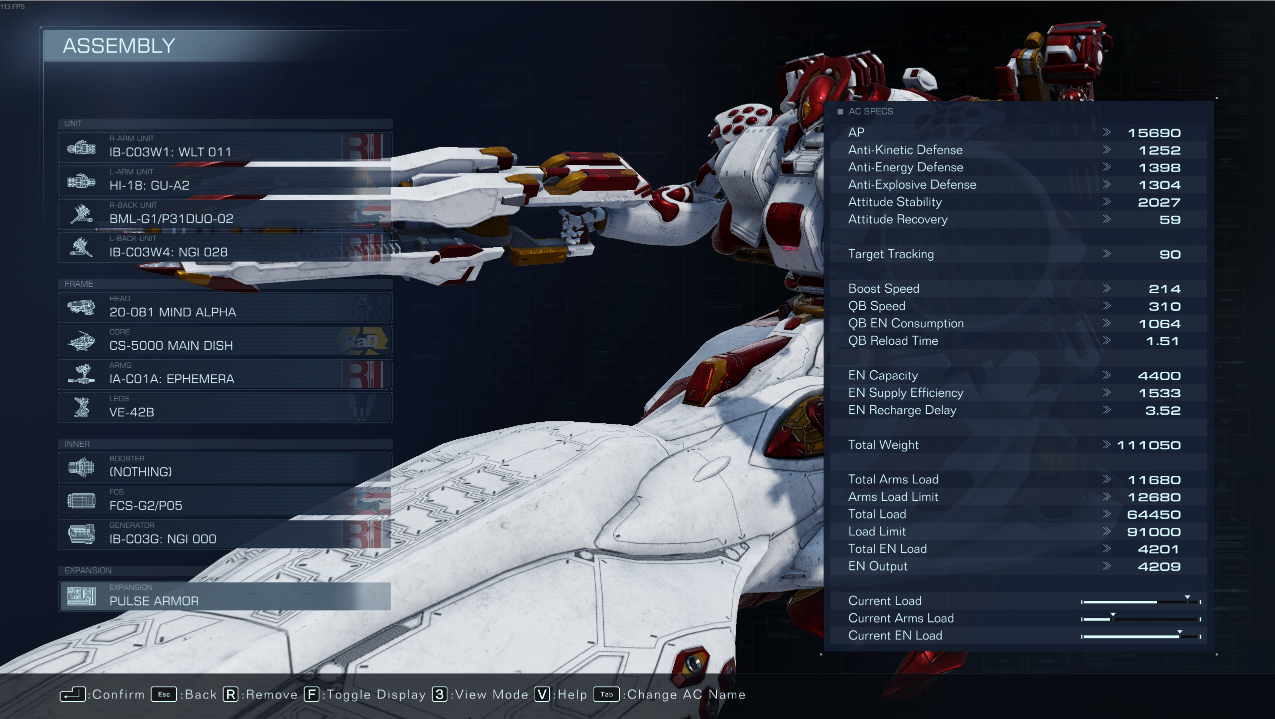 113 FPS
ASSEMBLY
UNIT
R-ARM UNIT
IB-C03W1: WLT 011
L-ARM UNIT
HI-18: GU-A2
R-BACK UNIT
BML-G1/P31DUO-02
L-BACK UNIT
IB-C03W4: NGI 028
FRAME
HEAD
20-081 MIND ALPHA
CORE
CS-5000 MAIN DISH
ARMS
IA-C01A: EPHEMERA
LEGS
VE-42B
INNER
BOOSTER
(NOTHING)
FCS
FCS-G2/P05
GENERATOR
IB-C03G: NGI 000
EXPANSION
EXPANSION
PULSE ARMOR
AC SPECS
AP 15690
Anti-Kinetic Defense 1252
Anti-Energy Defense 1398
Anti-Explosive Defense 1304
Attitude Stability 2027
Attitude Recovery 59
Target Tracking 90
Boost Speed 214
QB Speed 310
QB EN Consumption 1064
QB Reload Time 1.51
EN Capacity 4400
EN Supply Efficiency 1533
EN Recharge Delay 3.52
Total Weight 111050
Total Arms Load 11680
Arms Load Limit 12680
Total Load 64450
Load Limit 91000
Total EN Load 4201
EN Output 4209
Current Load
Current Arms Load
Current EN Load
:Confirm Esc :Back R :Remove F :Toggle Display 3 :View Mode V :Help Tab :Change AC Name